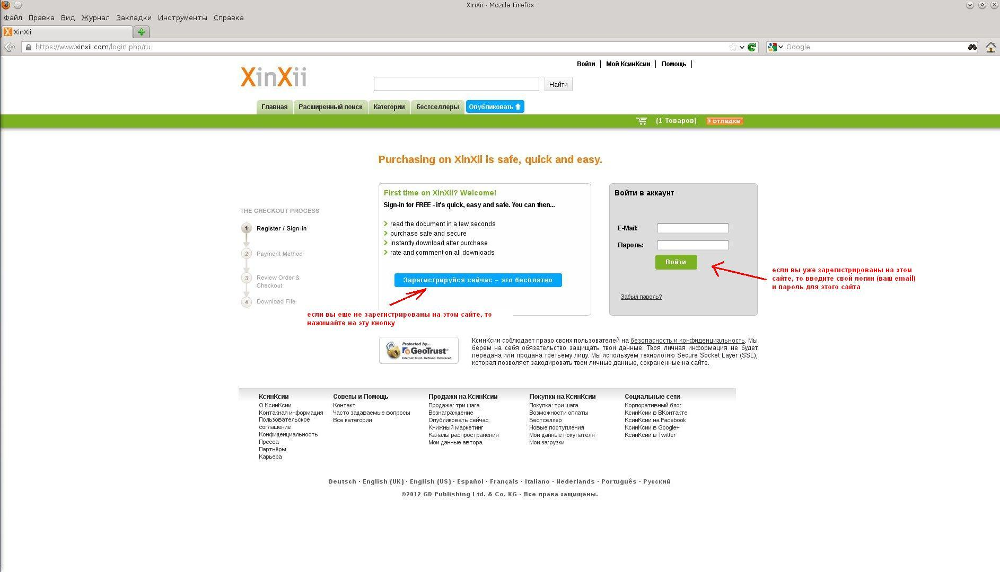 XinXii - Mozilla Firefox
Файл Правка Вид Журнал Закладки Инструменты Справка
XinXii
https://www.xinxii.com/login.php/ru
Google
Войти Мой КсинКсии Помощь
XinXii
Найти
Главная Расширенный поиск Категории Бестселлеры Опубликовать
(1 Товаров) отладка
Purchasing on XinXii is safe, quick and easy.
THE CHECKOUT PROCESS
1 Register / Sign-in
2 Payment Method
3 Review Order &
Checkout
4 Download File
First time on XinXii? Welcome!
Sign-in for FREE - it's quick, easy and safe. You can then...
read the document in a few seconds
purchase safe and secure
instantly download after purchase
rate and comment on all downloads
Зарегистрируйся сейчас – это бесплатно
если вы еще не зарегистрированы на этом сайте, то
нажимайте на эту кнопку
Войти в аккаунт
E-Mail:
Пароль:
Войти
Забыл пароль?
если вы уже зарегистрированы на этом
сайте, то вводите свой логин (ваш email)
и пароль для этого сайта
Protected by...
GeoTrust™
Internet Trust. Defined. Delivered
КсинКсии соблюдает право своих пользователей на безопасность и конфиденциальность. Мы
берем на себя обязательство защищать твои данные. Твоя личная информация не будет
передана или продана третьему лицу. Мы используем технологию Secure Socket Layer (SSL),
которая позволяет закодировать твои личные данные, сохраненные на сайте.
КсинКсии
О КсинКсии
Контакная информация
Пользовательское
соглашение
Конфиденциальность
Пресса
Партнёры
Карьера
Советы и Помощь
Контакт
Часто задаваемые вопросы
Все категории
Продажи на КсинКсии
Продажа: три шага
Вознаграждение
Опубликовать сейчас
Книжный маркетинг
Каналы распространения
Мои данные автора
Покупки на КсинКсии
Покупка: три шага
Возможности оплаты
Бестселлер
Новые поступления
Мои данные покупателя
Мои загрузки
Социальные сети
Корпоративный блог
КсинКсии в ВКонтакте
КсинКсии на Facebook
КсинКсии в Google+
КсинКсии в Twitter
Deutsch · English (UK) · English (US) · Español · Français · Italiano · Nederlands · Português · Русский
©2012 GD Publishing Ltd. & Co. KG - Все права защищены.